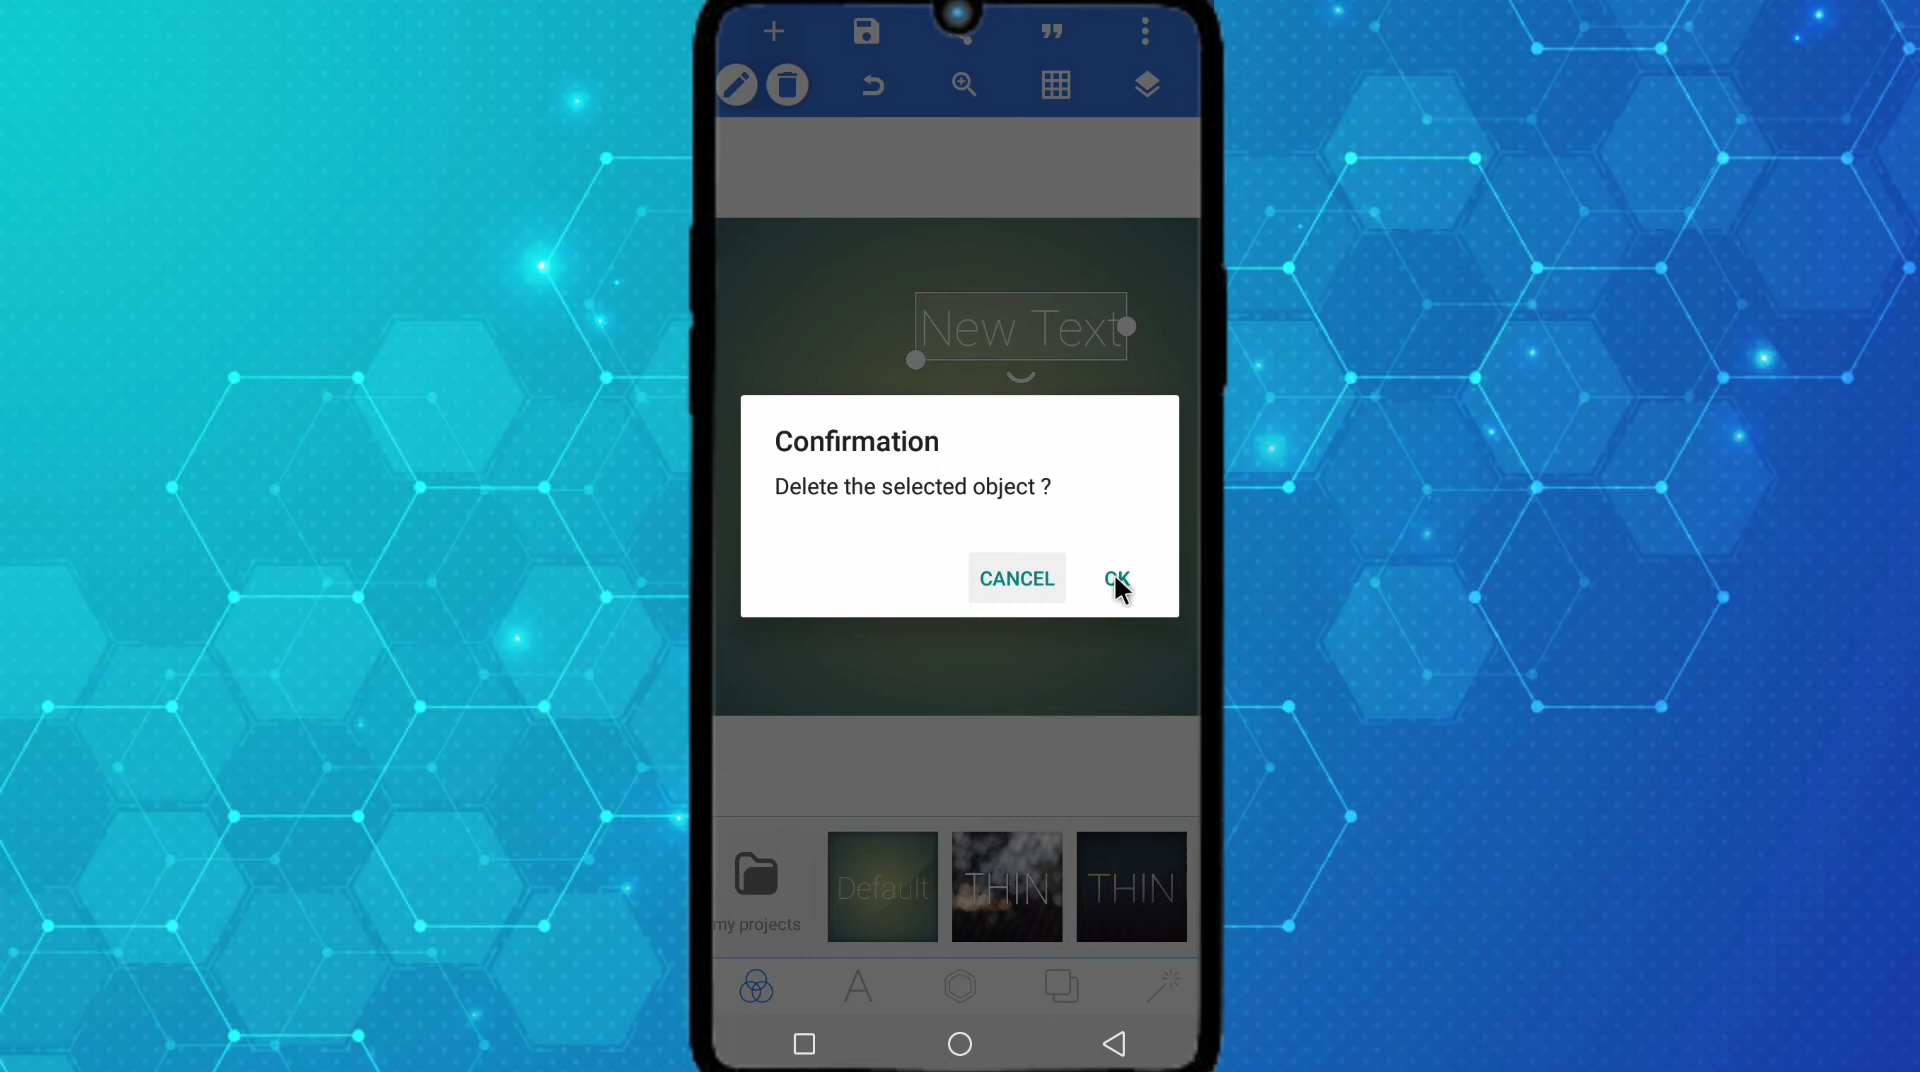 New Text
Confirmation
Delete the selected object ?
CANCEL OK
Default THIN THIN
my projects